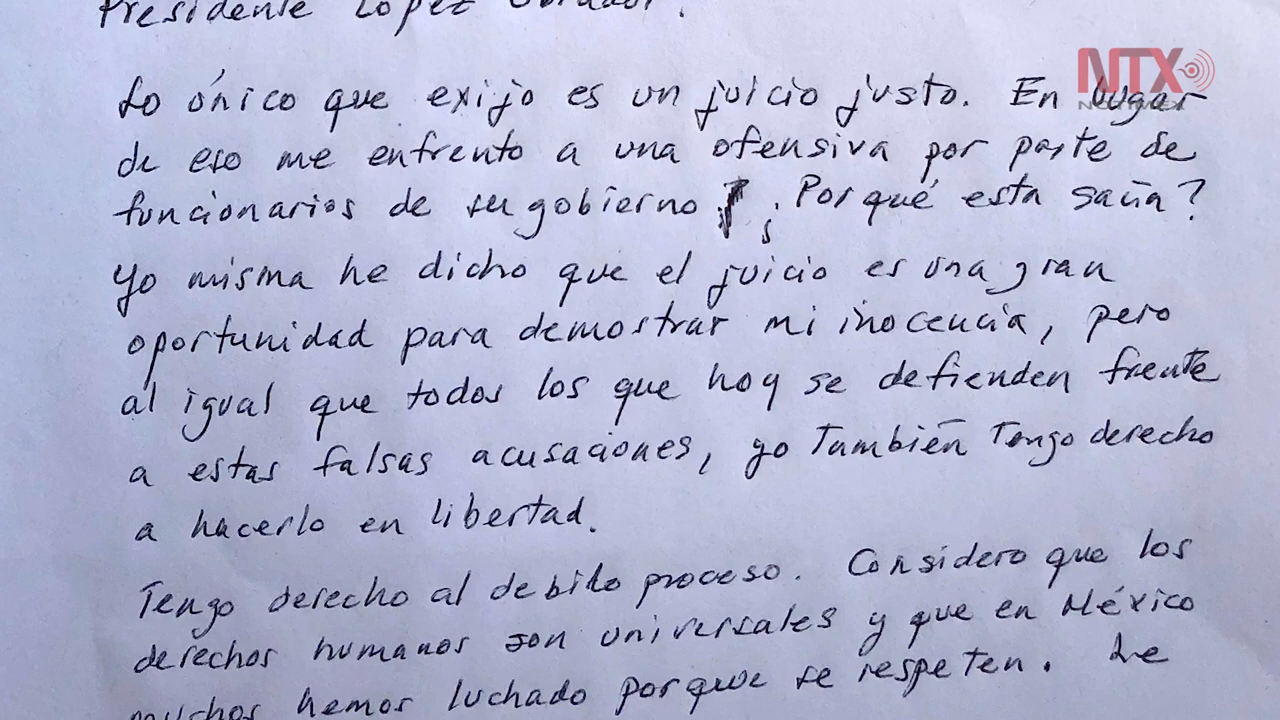 Presidente López Obrador.
NTX
NOTIMEX
Lo único que exijo es un juicio justo. En lugar
de eso me enfrento a una ofensiva por parte de
funcionarios de su gobierno ¿Porqué esta saña?
Yo misma he dicho que el juicio es una gran
oportunidad para demostrar mi inocencia, pero
al igual que todos los que hoy se defienden frente
a estas falsas acusaciones, yo también tengo derecho
a hacerlo en libertad.
Tengo derecho al debido proceso. Considero que los
derechos humanos son universales y que en México
muchos hemos luchado porque se respeten. Le